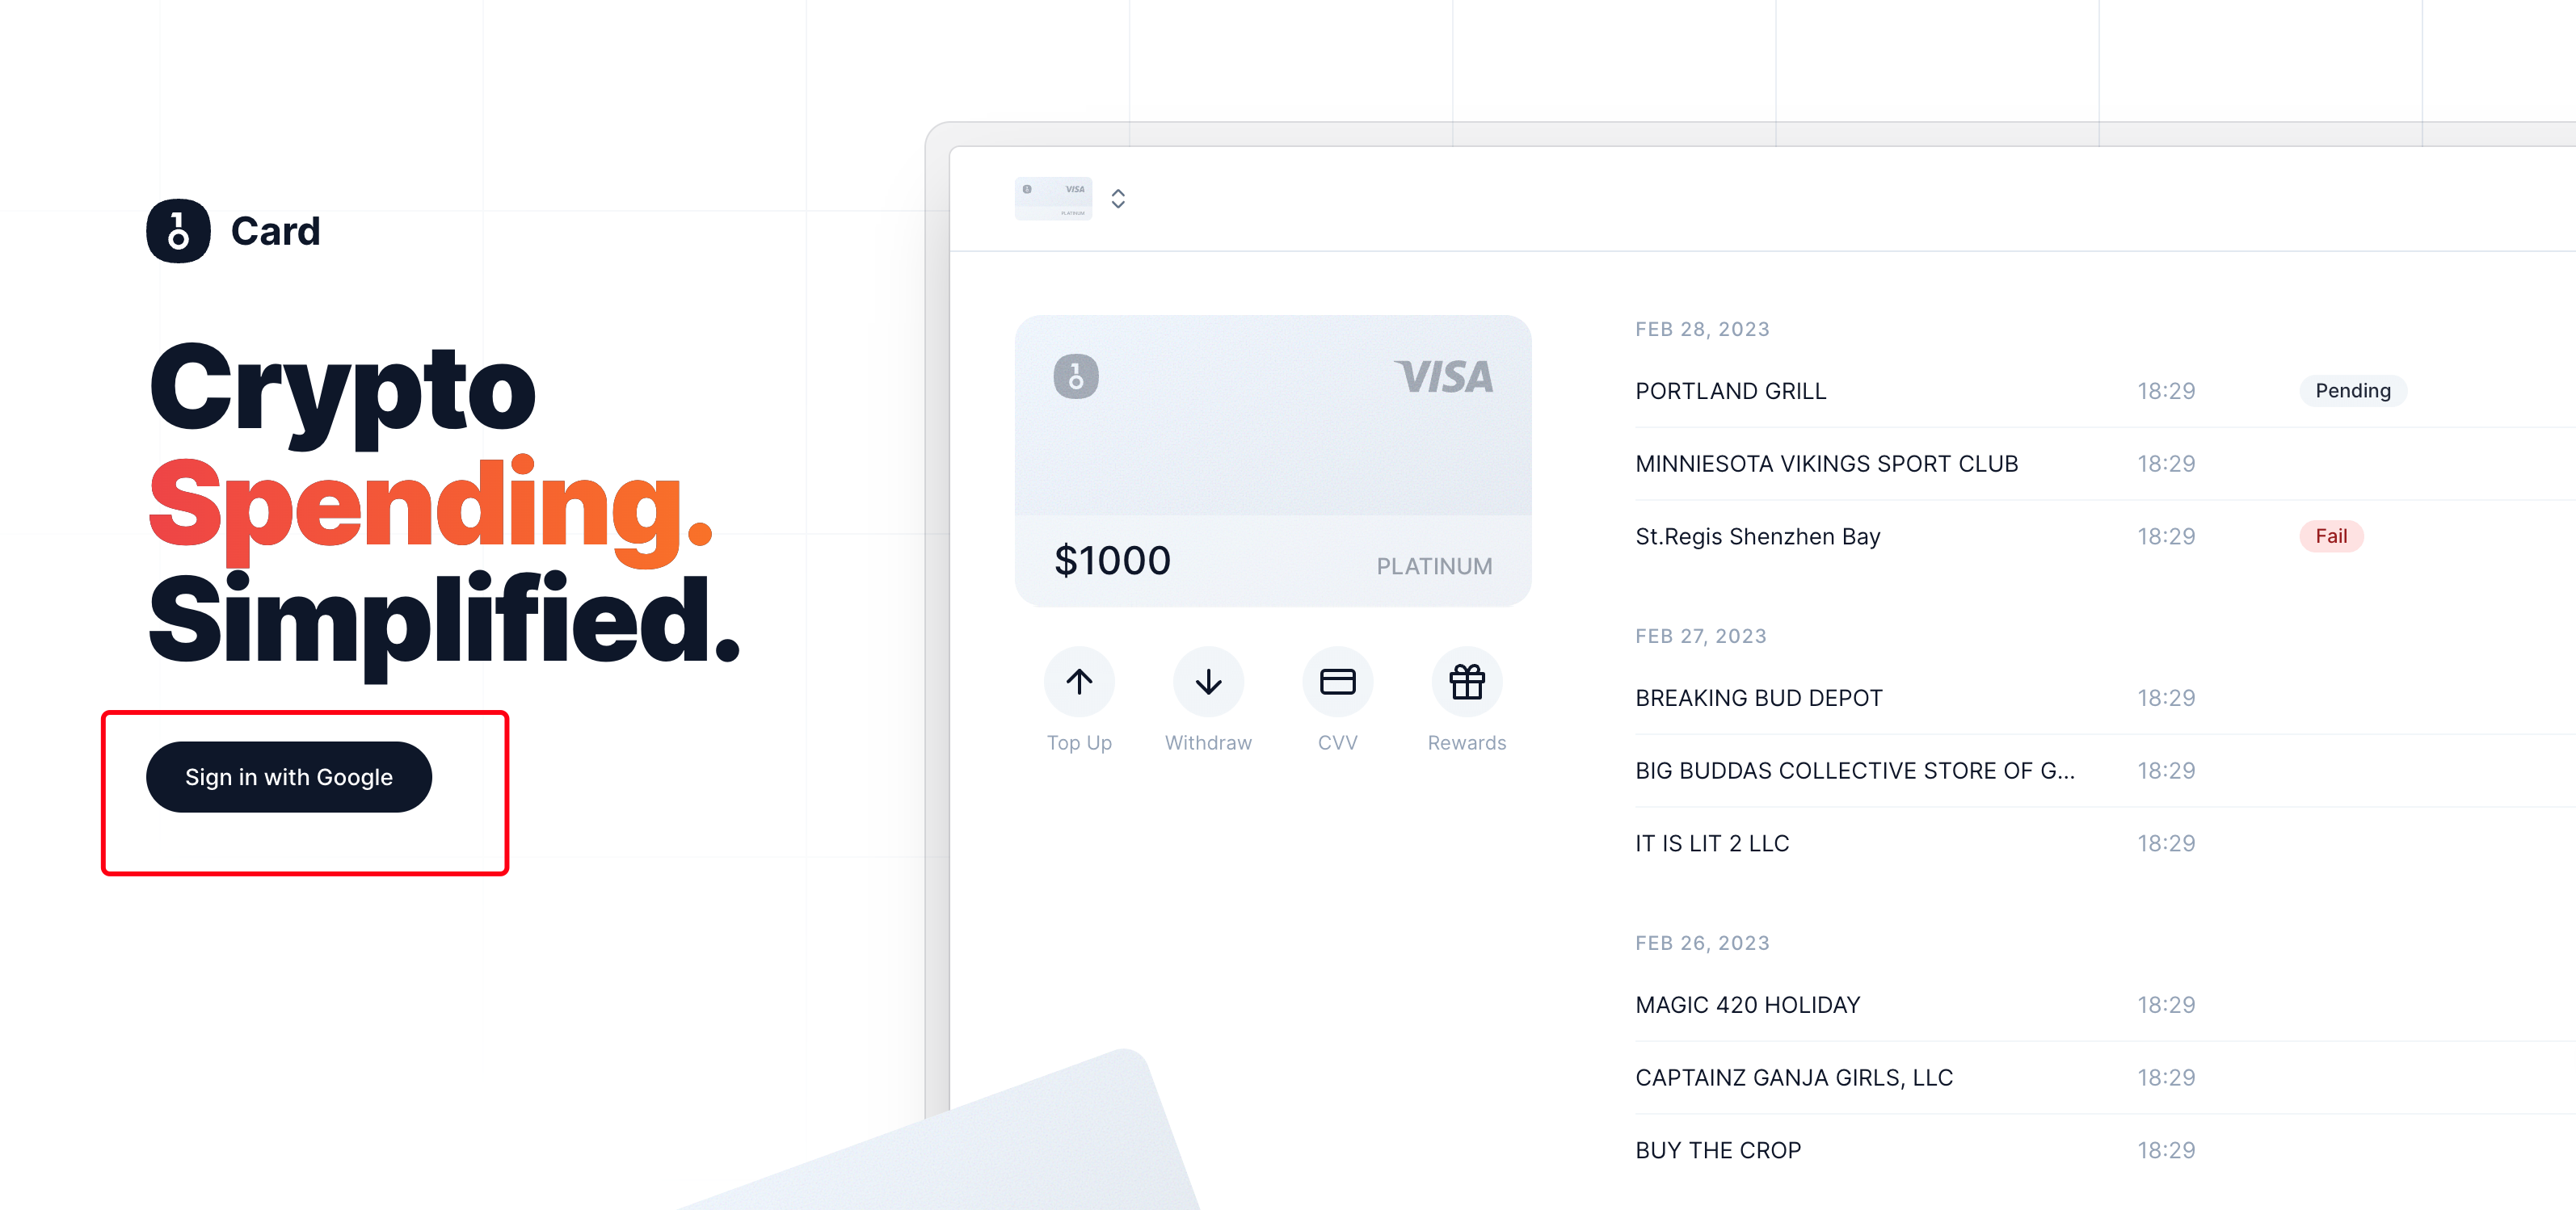 Card
Crypto
Spending.
Simplified.
Sign in with Google
VISA
PLATINUM
VISA
$1000
PLATINUM
Top Up
Withdraw
CVV
Rewards
FEB 28, 2023
PORTLAND GRILL 18:29 Pending
MINNIESOTA VIKINGS SPORT CLUB 18:29
St.Regis Shenzhen Bay 18:29 Fail
FEB 27, 2023
BREAKING BUD DEPOT 18:29
BIG BUDDAS COLLECTIVE STORE OF G... 18:29
IT IS LIT 2 LLC 18:29
FEB 26, 2023
MAGIC 420 HOLIDAY 18:29
CAPTAINZ GANJA GIRLS, LLC 18:29
BUY THE CROP 18:29